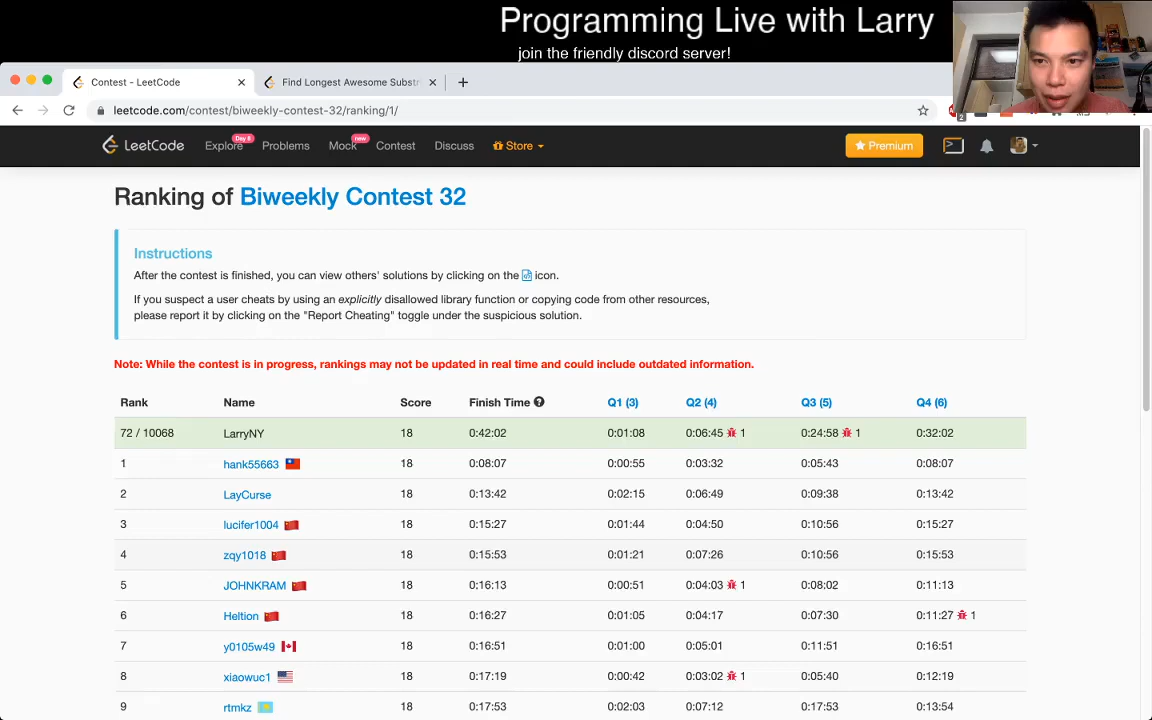 Programming Live with Larry
join the friendly discord server!
Contest - LeetCode
Find Longest Awesome Substr
leetcode.com/contest/biweekly-contest-32/ranking/1/
2
LeetCode Explore Day 8 Problems Mock new Contest Discuss Store Premium
Ranking of Biweekly Contest 32
Instructions
After the contest is finished, you can view others' solutions by clicking on the icon.
If you suspect a user cheats by using an explicitly disallowed library function or copying code from other resources,
please report it by clicking on the "Report Cheating" toggle under the suspicious solution.
Note: While the contest is in progress, rankings may not be updated in real time and could include outdated information.
Rank Name Score Finish Time Q1 (3) Q2 (4) Q3 (5) Q4 (6)
72 / 10068 LarryNY 18 0:42:02 0:01:08 0:06:45 1 0:24:58 1 0:32:02
1 hank55663 18 0:08:07 0:00:55 0:03:32 0:05:43 0:08:07
2 LayCurse 18 0:13:42 0:02:15 0:06:49 0:09:38 0:13:42
3 lucifer1004 18 0:15:27 0:01:44 0:04:50 0:10:56 0:15:27
4 zqy1018 18 0:15:53 0:01:21 0:07:26 0:10:56 0:15:53
5 JOHNKRAM 18 0:16:13 0:00:51 0:04:03 1 0:08:02 0:11:13
6 Heltion 18 0:16:27 0:01:05 0:04:17 0:07:30 0:11:27 1
7 y0105w49 18 0:16:51 0:01:00 0:05:01 0:11:51 0:16:51
8 xiaowuc1 18 0:17:19 0:00:42 0:03:02 1 0:05:40 0:12:19
9 rtmkz 18 0:17:53 0:02:03 0:07:12 0:17:53 0:13:54